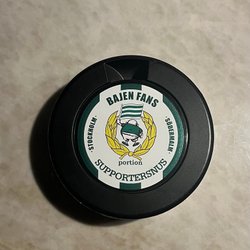 BAJEN FANS
· STOCKHOLM ·
· SÖDERMALM ·
portion
SUPPORTERSNUS